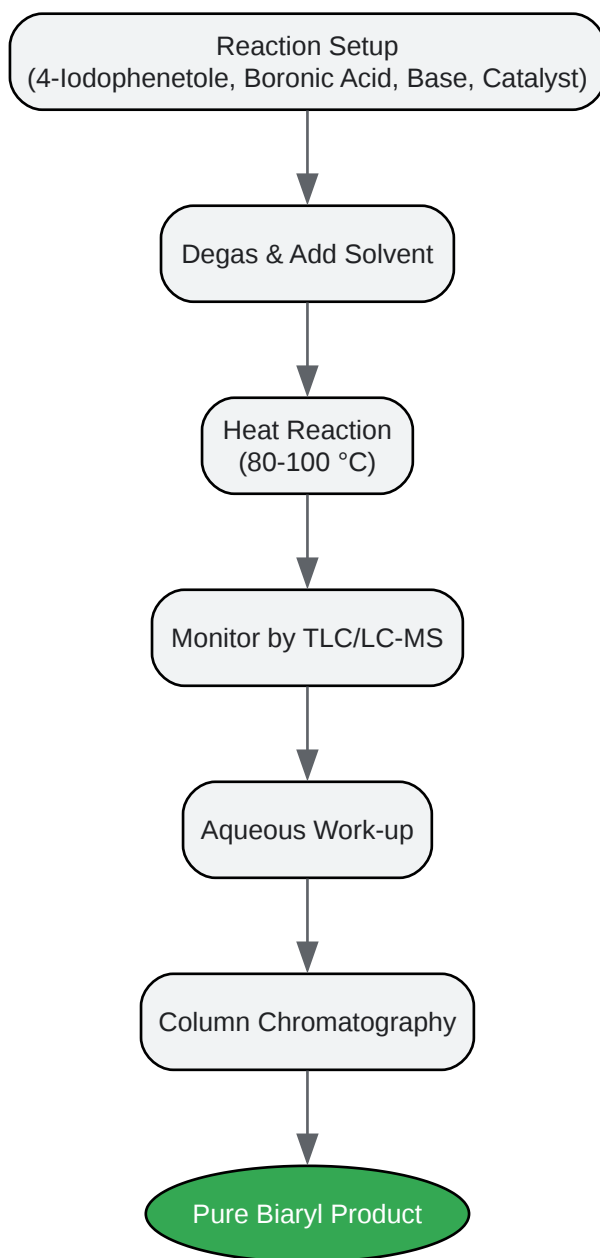 Reaction Setup
(4-Iodophenetole, Boronic Acid, Base, Catalyst)
Degas & Add Solvent
Heat Reaction
(80-100 °C)
Monitor by TLC/LC-MS
Aqueous Work-up
Column Chromatography
Pure Biaryl Product